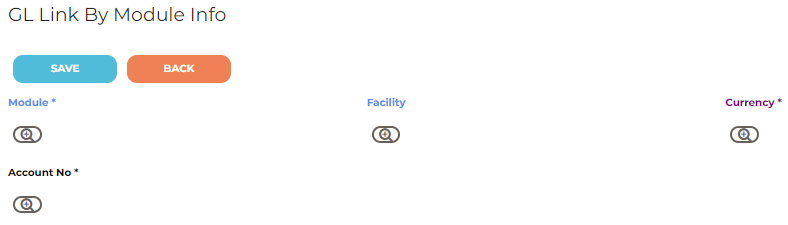 GL Link By Module Info
SAVE BACK
Module * Facility Currency *
Account No *